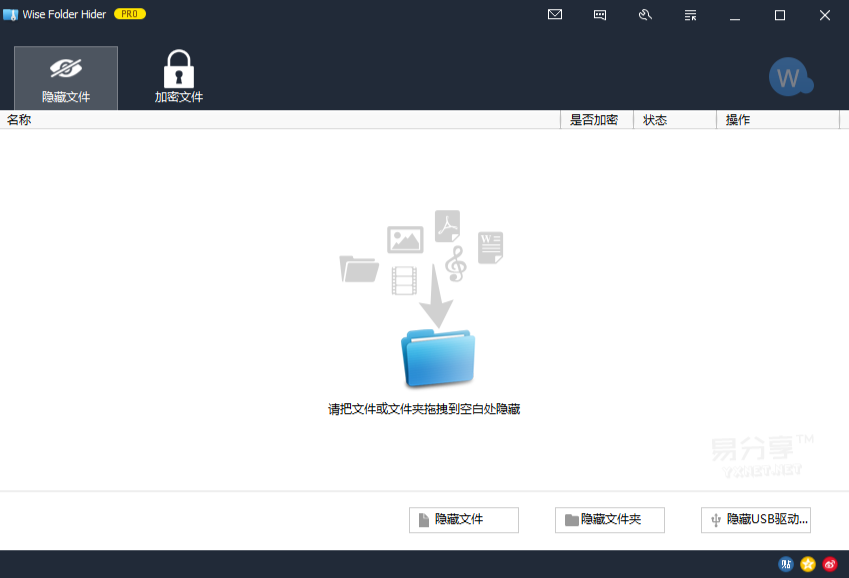 Wise Folder Hider PRO
隐藏文件
加密文件
W
名称
是否加密
状态
操作
W
请把文件或文件夹拖拽到空白处隐藏
易分享™
隐藏文件
隐藏文件夹
隐藏USB驱动...